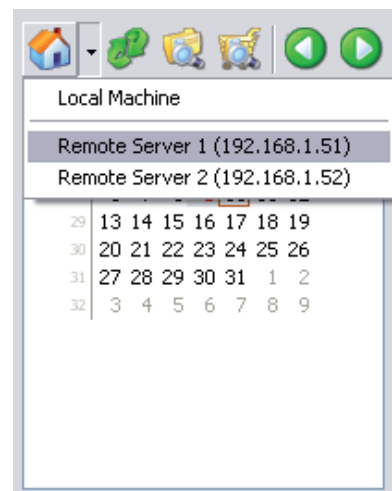 Local Machine
Remote Server 1 (192.168.1.51)
Remote Server 2 (192.168.1.52)
29 13 14 15 16 17 18 19
30 20 21 22 23 24 25 26
31 27 28 29 30 31 1 2
32 3 4 5 6 7 8 9